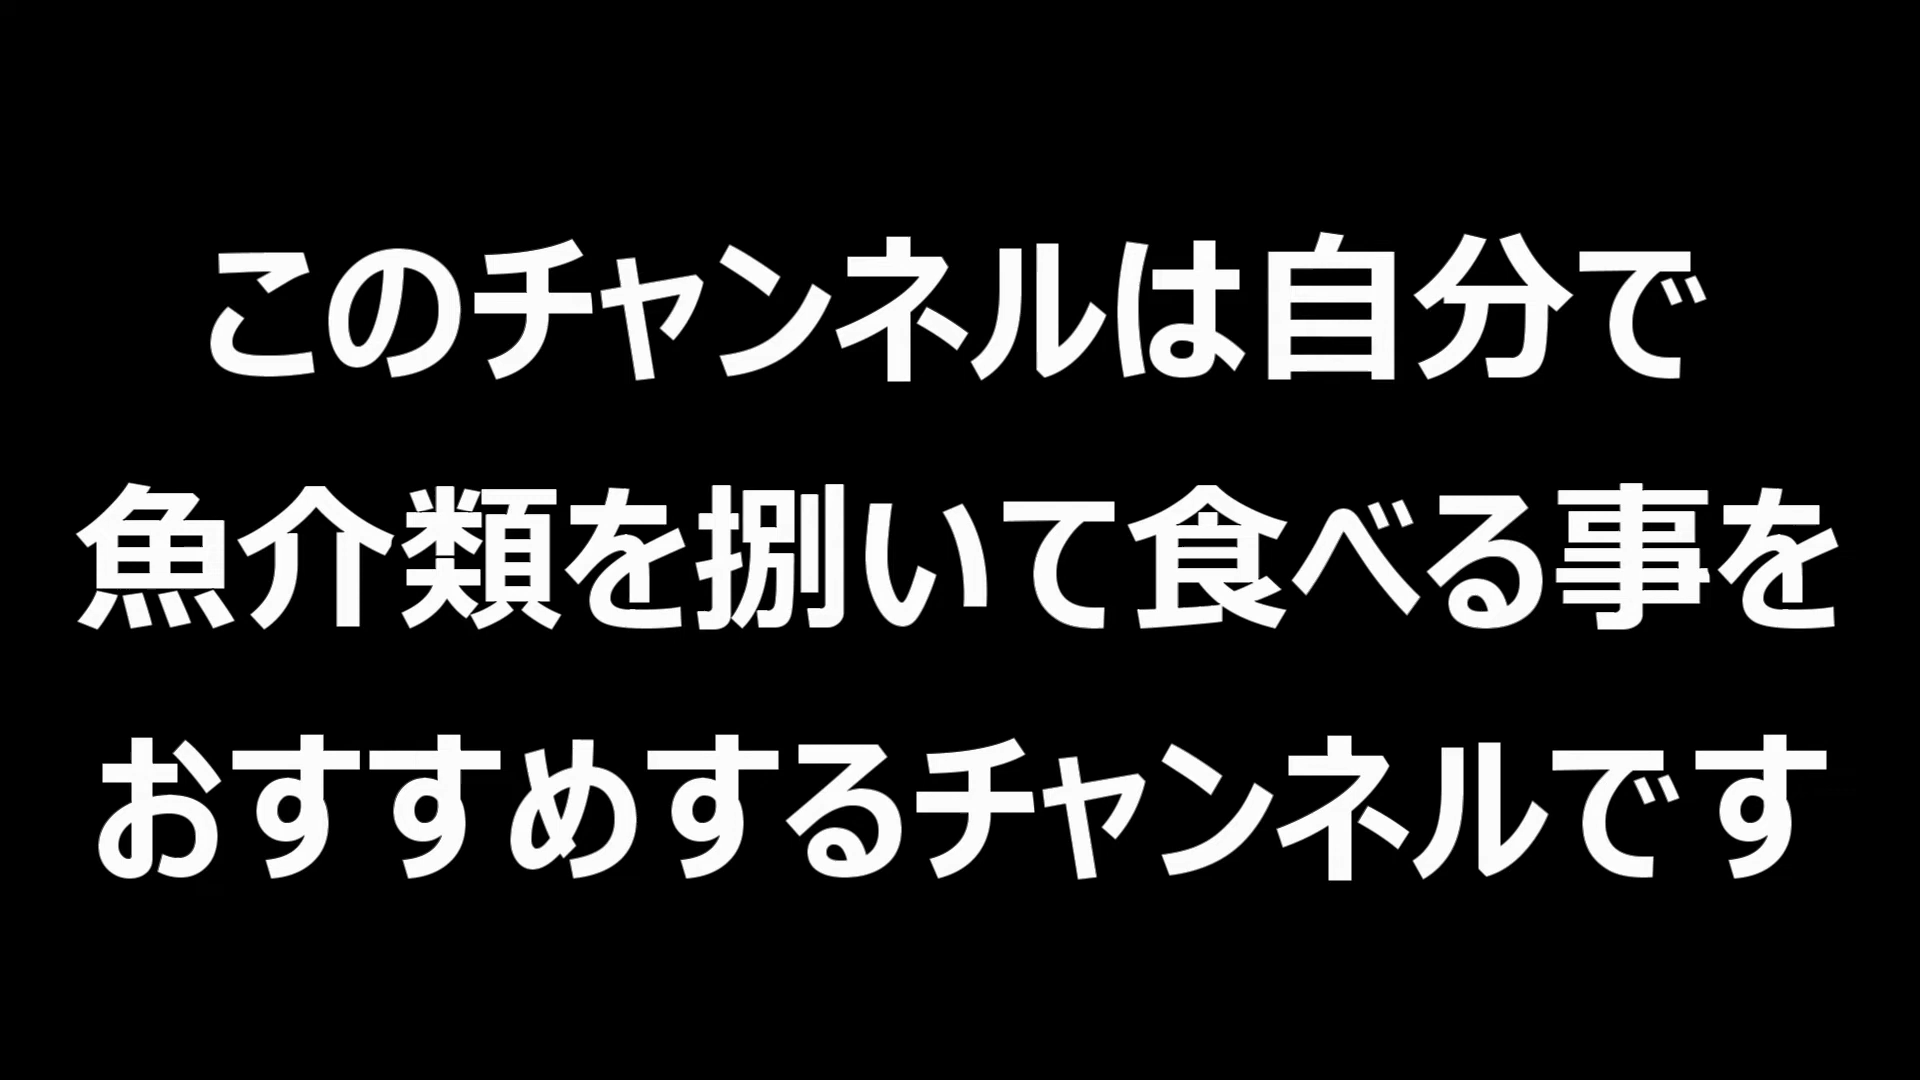 このチャンネルは自分で
魚介類を捌いて食べる事を
おすすめするチャンネルです